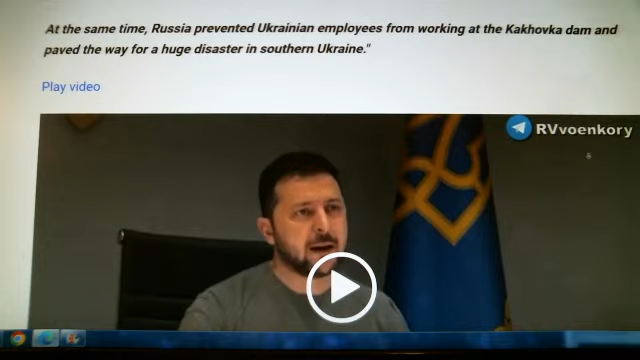 At the same time, Russia prevented Ukrainian employees from working at the Kakhovka dam and
paved the way for a huge disaster in southern Ukraine."
Play video
RVvoenkory